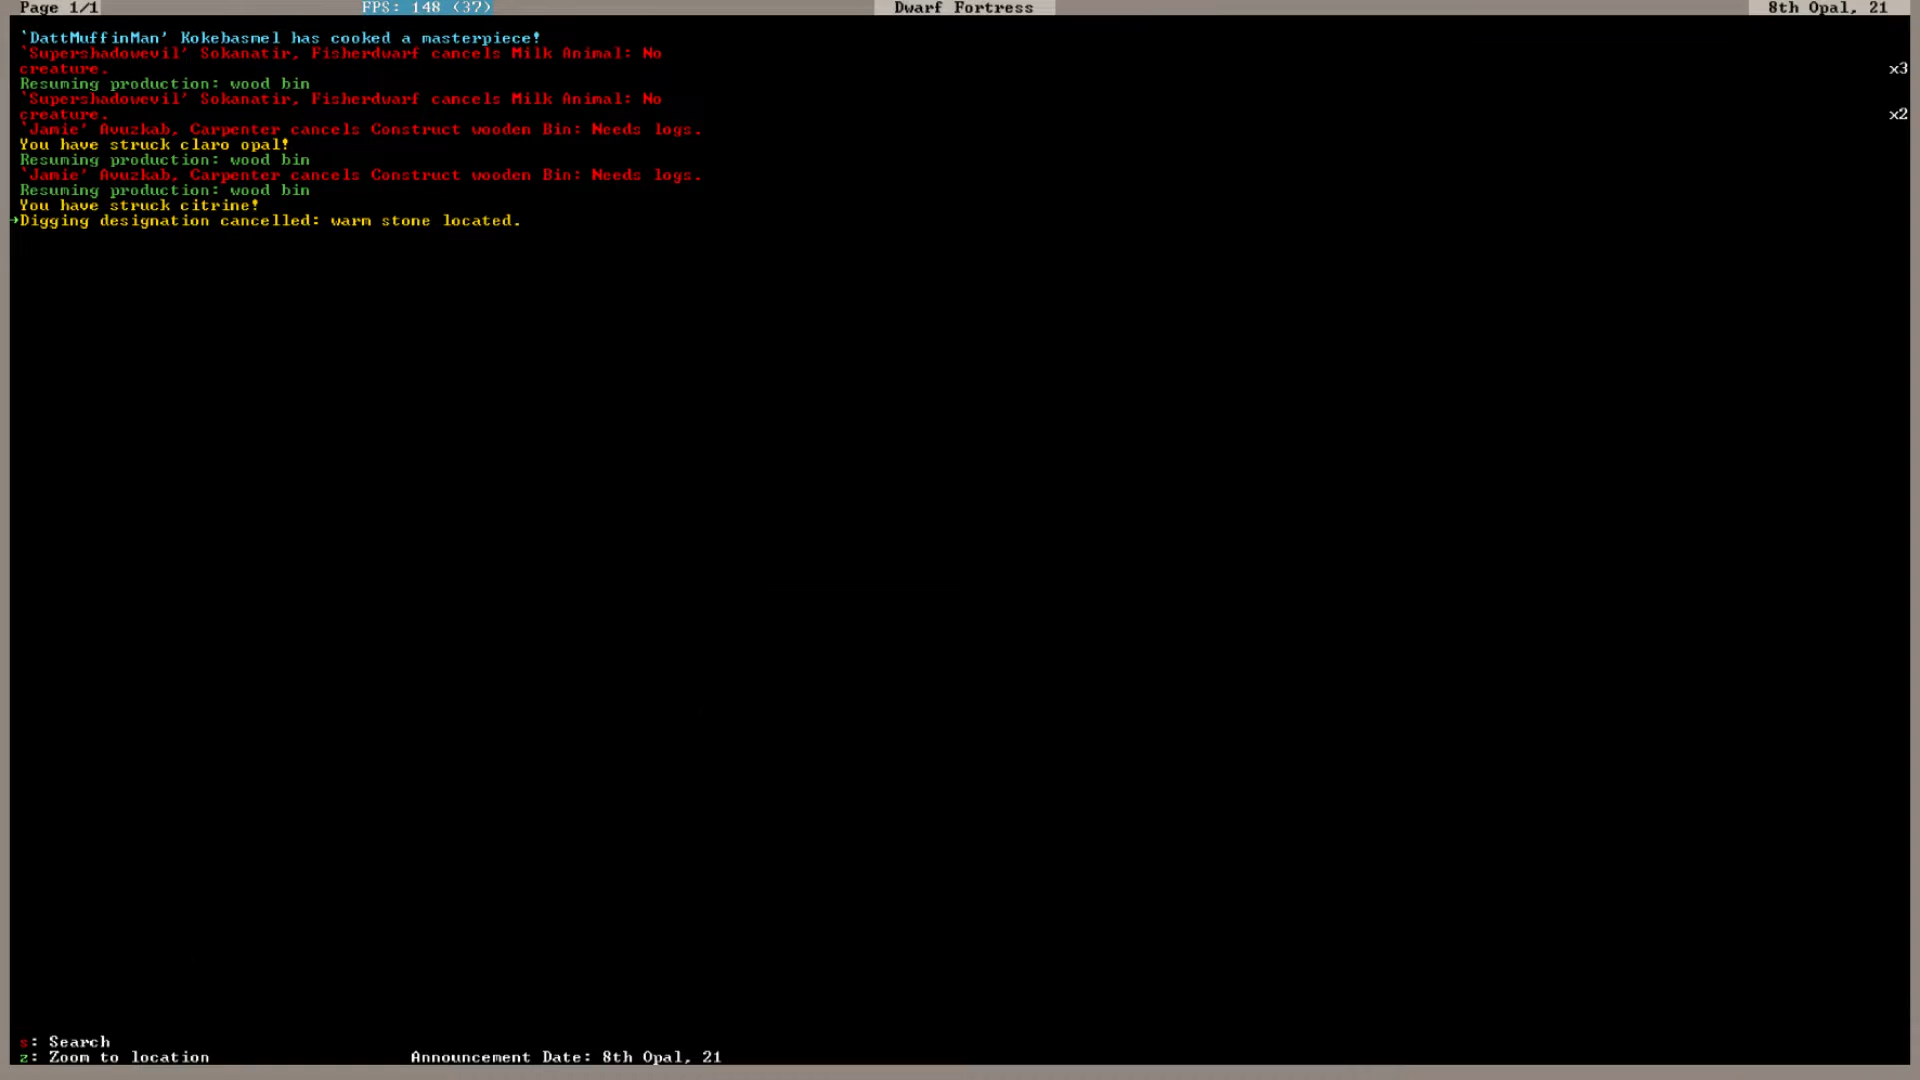 Page 1/1 FPS: 148 (37) Dwarf Fortress 8th Opal, 21
`DattMuffinMan' Kokebasmel has cooked a masterpiece!
`Supershadowevil' Sokanatir, Fisherdwarf cancels Milk Animal: No
creature. x3
Resuming production: wood bin
`Supershadowevil' Sokanatir, Fisherdwarf cancels Milk Animal: No
creature. x2
`Jamie' Avuzkab, Carpenter cancels Construct wooden Bin: Needs logs.
You have struck claro opal!
Resuming production: wood bin
`Jamie' Avuzkab, Carpenter cancels Construct wooden Bin: Needs logs.
Resuming production: wood bin
You have struck citrine!
→Digging designation cancelled: warm stone located.
s: Search
z: Zoom to location Announcement Date: 8th Opal, 21